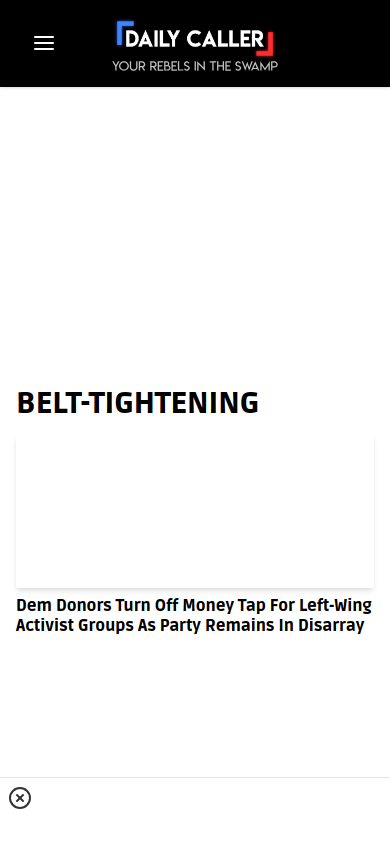 DAILY CALLER
YOUR REBELS IN THE SWAMP
BELT-TIGHTENING
Dem Donors Turn Off Money Tap For Left-Wing
Activist Groups As Party Remains In Disarray